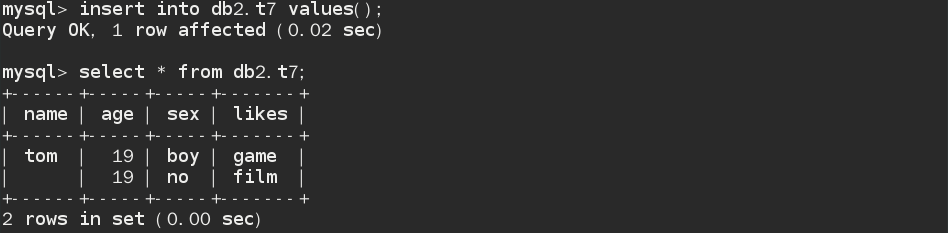 mysql> insert into db2.t7 values();
Query OK, 1 row affected (0.02 sec)
mysql> select * from db2.t7;
+------+-----+-----+-------+
| name | age | sex | likes |
+------+-----+-----+-------+
| tom  |  19 | boy | game  |
|      |  19 | no  | film  |
+------+-----+-----+-------+
2 rows in set (0.00 sec)